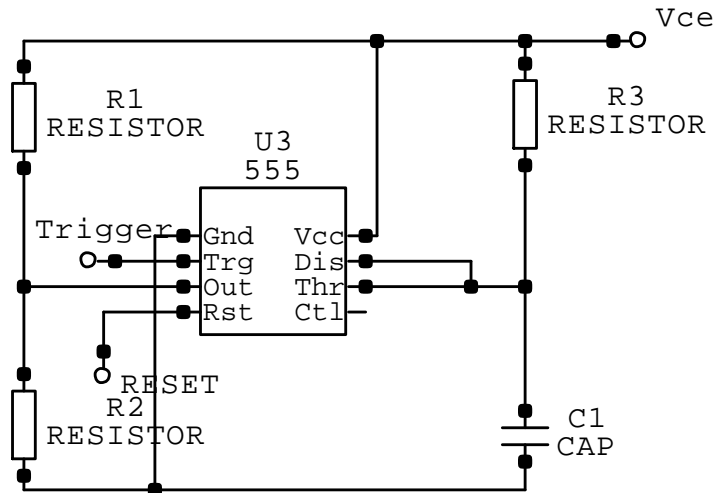 Vce
R1
RESISTOR
R3
RESISTOR
U3
555
Trigger
Gnd
Vcc
Trg
Dis
Out
Thr
Rst
Ctl
RESET
R2
RESISTOR
C1
CAP